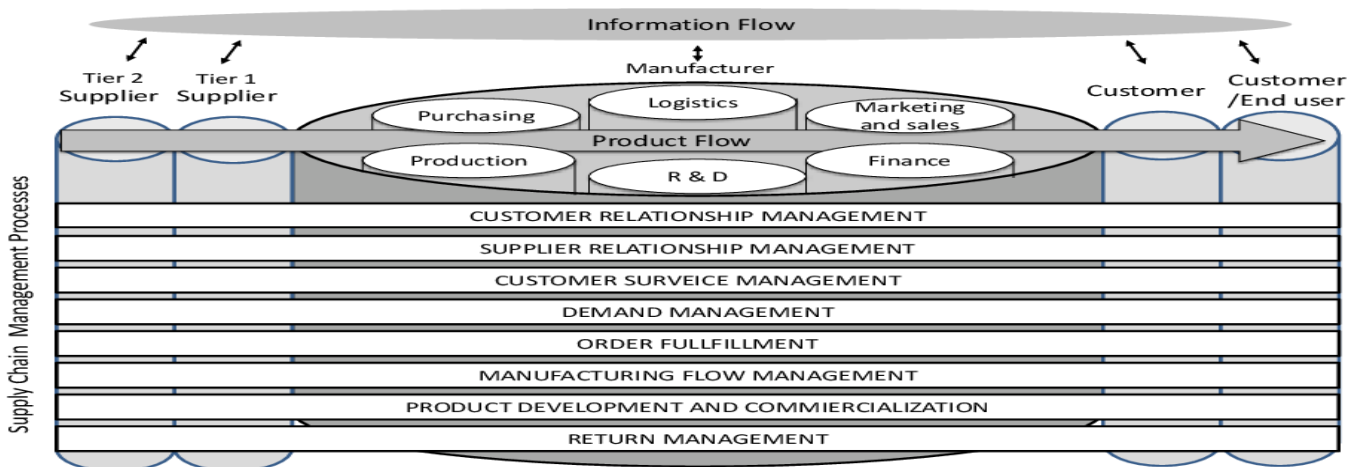 Information Flow
Tier 2
Supplier
Tier 1
Supplier
Manufacturer
Customer
Customer
/End user
Purchasing
Logistics
Marketing
and sales
Product Flow
Production
R & D
Finance
Supply Chain Management Processes
CUSTOMER RELATIONSHIP MANAGEMENT
SUPPLIER RELATIONSHIP MANAGEMENT
CUSTOMER SURVEICE MANAGEMENT
DEMAND MANAGEMENT
ORDER FULLFILLMENT
MANUFACTURING FLOW MANAGEMENT
PRODUCT DEVELOPMENT AND COMMIERCIALIZATION
RETURN MANAGEMENT